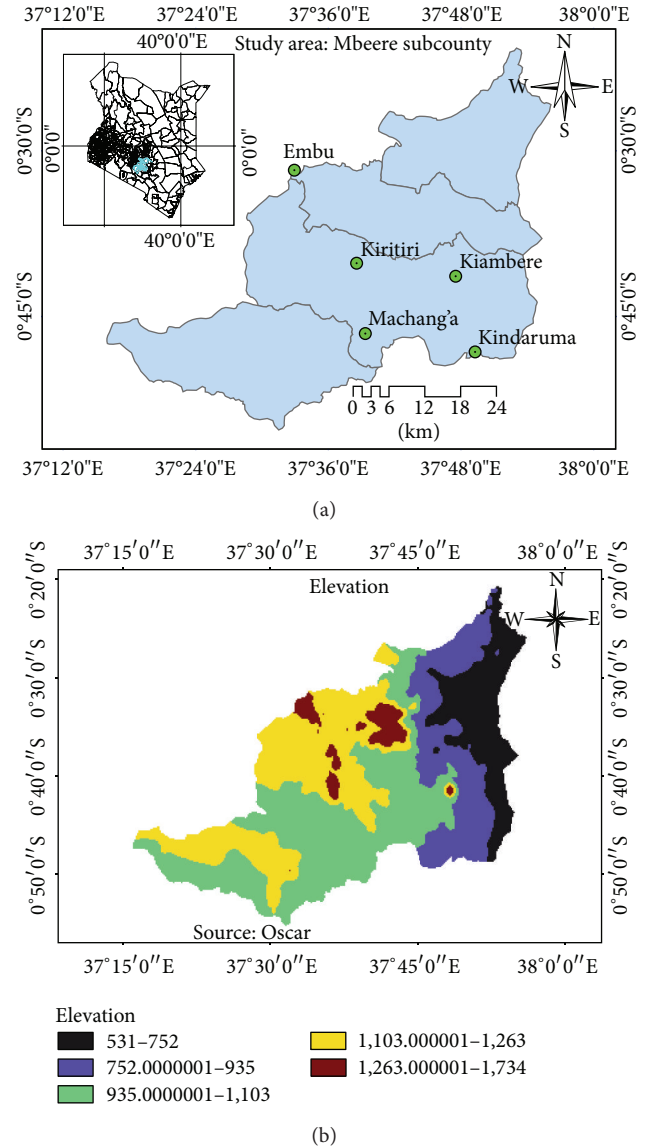 37°12'0"E 37°24'0"E 37°36'0"E 37°48'0"E 38°0'0"E
Study area: Mbeere subcounty
40°0'0"E
0°0'0"
0°0'0"
40°0'0"E
N
W E
S
0°30'0"S
0°30'0"S
Embu
Kiritiri
Kiambere
0°45'0"S
0°45'0"S
Machang'a
Kindaruma
0 3 6 12 18 24
(km)
37°12'0"E 37°24'0"E 37°36'0"E 37°48'0"E 38°0'0"E
(a)
37°15′0′′E 37°30′0′′E 37°45′0′′E 38°0′0′′E
Elevation
N
W E
S
0°20′0′′S
0°20′0′′S
0°30′0′′S
0°30′0′′S
0°40′0′′S
0°40′0′′S
0°50′0′′S
0°50′0′′S
Source: Oscar
37°15′0′′E 37°30′0′′E 37°45′0′′E 38°0′0′′E
Elevation
531–752
752.0000001–935
935.0000001–1,103
1,103.000001–1,263
1,263.000001–1,734
(b)